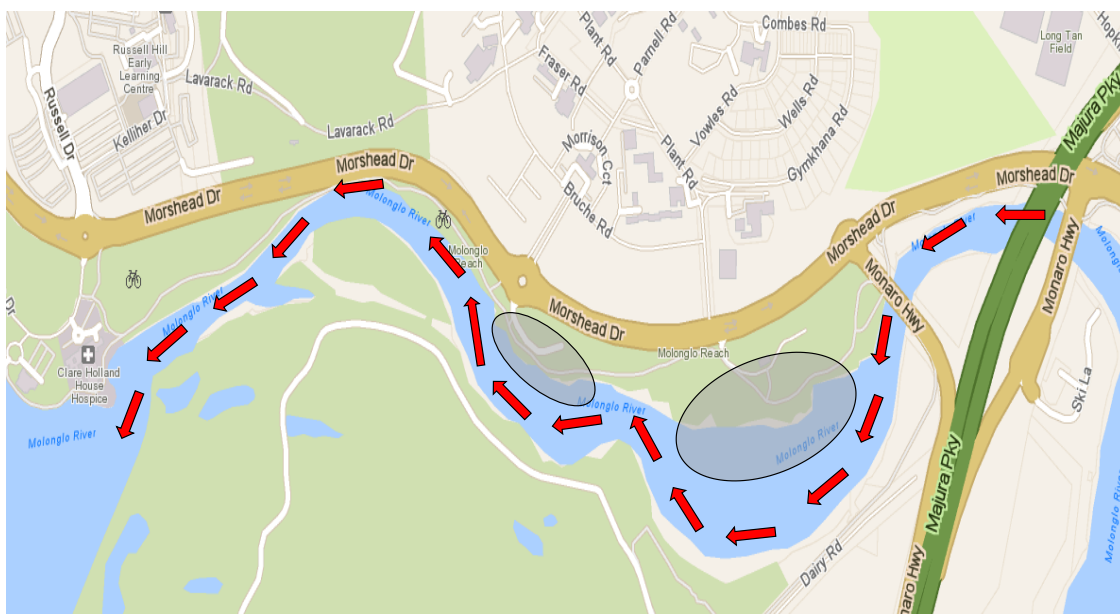 Combes Rd
Plant Rd
Parnell Rd
Long Tan
Field
Russell Hill
Early
Learning
Centre
Lavarack Rd
Fraser Rd
Wells Rd
Vowles Rd
Majura Pky
Russell Dr
Kelliher Dr
Lavarack Rd
Morrison Cct
Plant Rd
Gymkhana Rd
Morshead Dr
Morshead Dr
Morshead Dr
Bruche Rd
Molonglo River
Morshead Dr
Molonglo River
Monaro Hwy
Molonglo
Reach
Monaro Hwy
Molonglo River
Morshead Dr
Molonglo Reach
Clare Holland
House
Hospice
Molonglo River
Molonglo River
Molonglo River
Ski La
Majura Pky
Dairy Rd
Monaro Hwy
Molonglo River